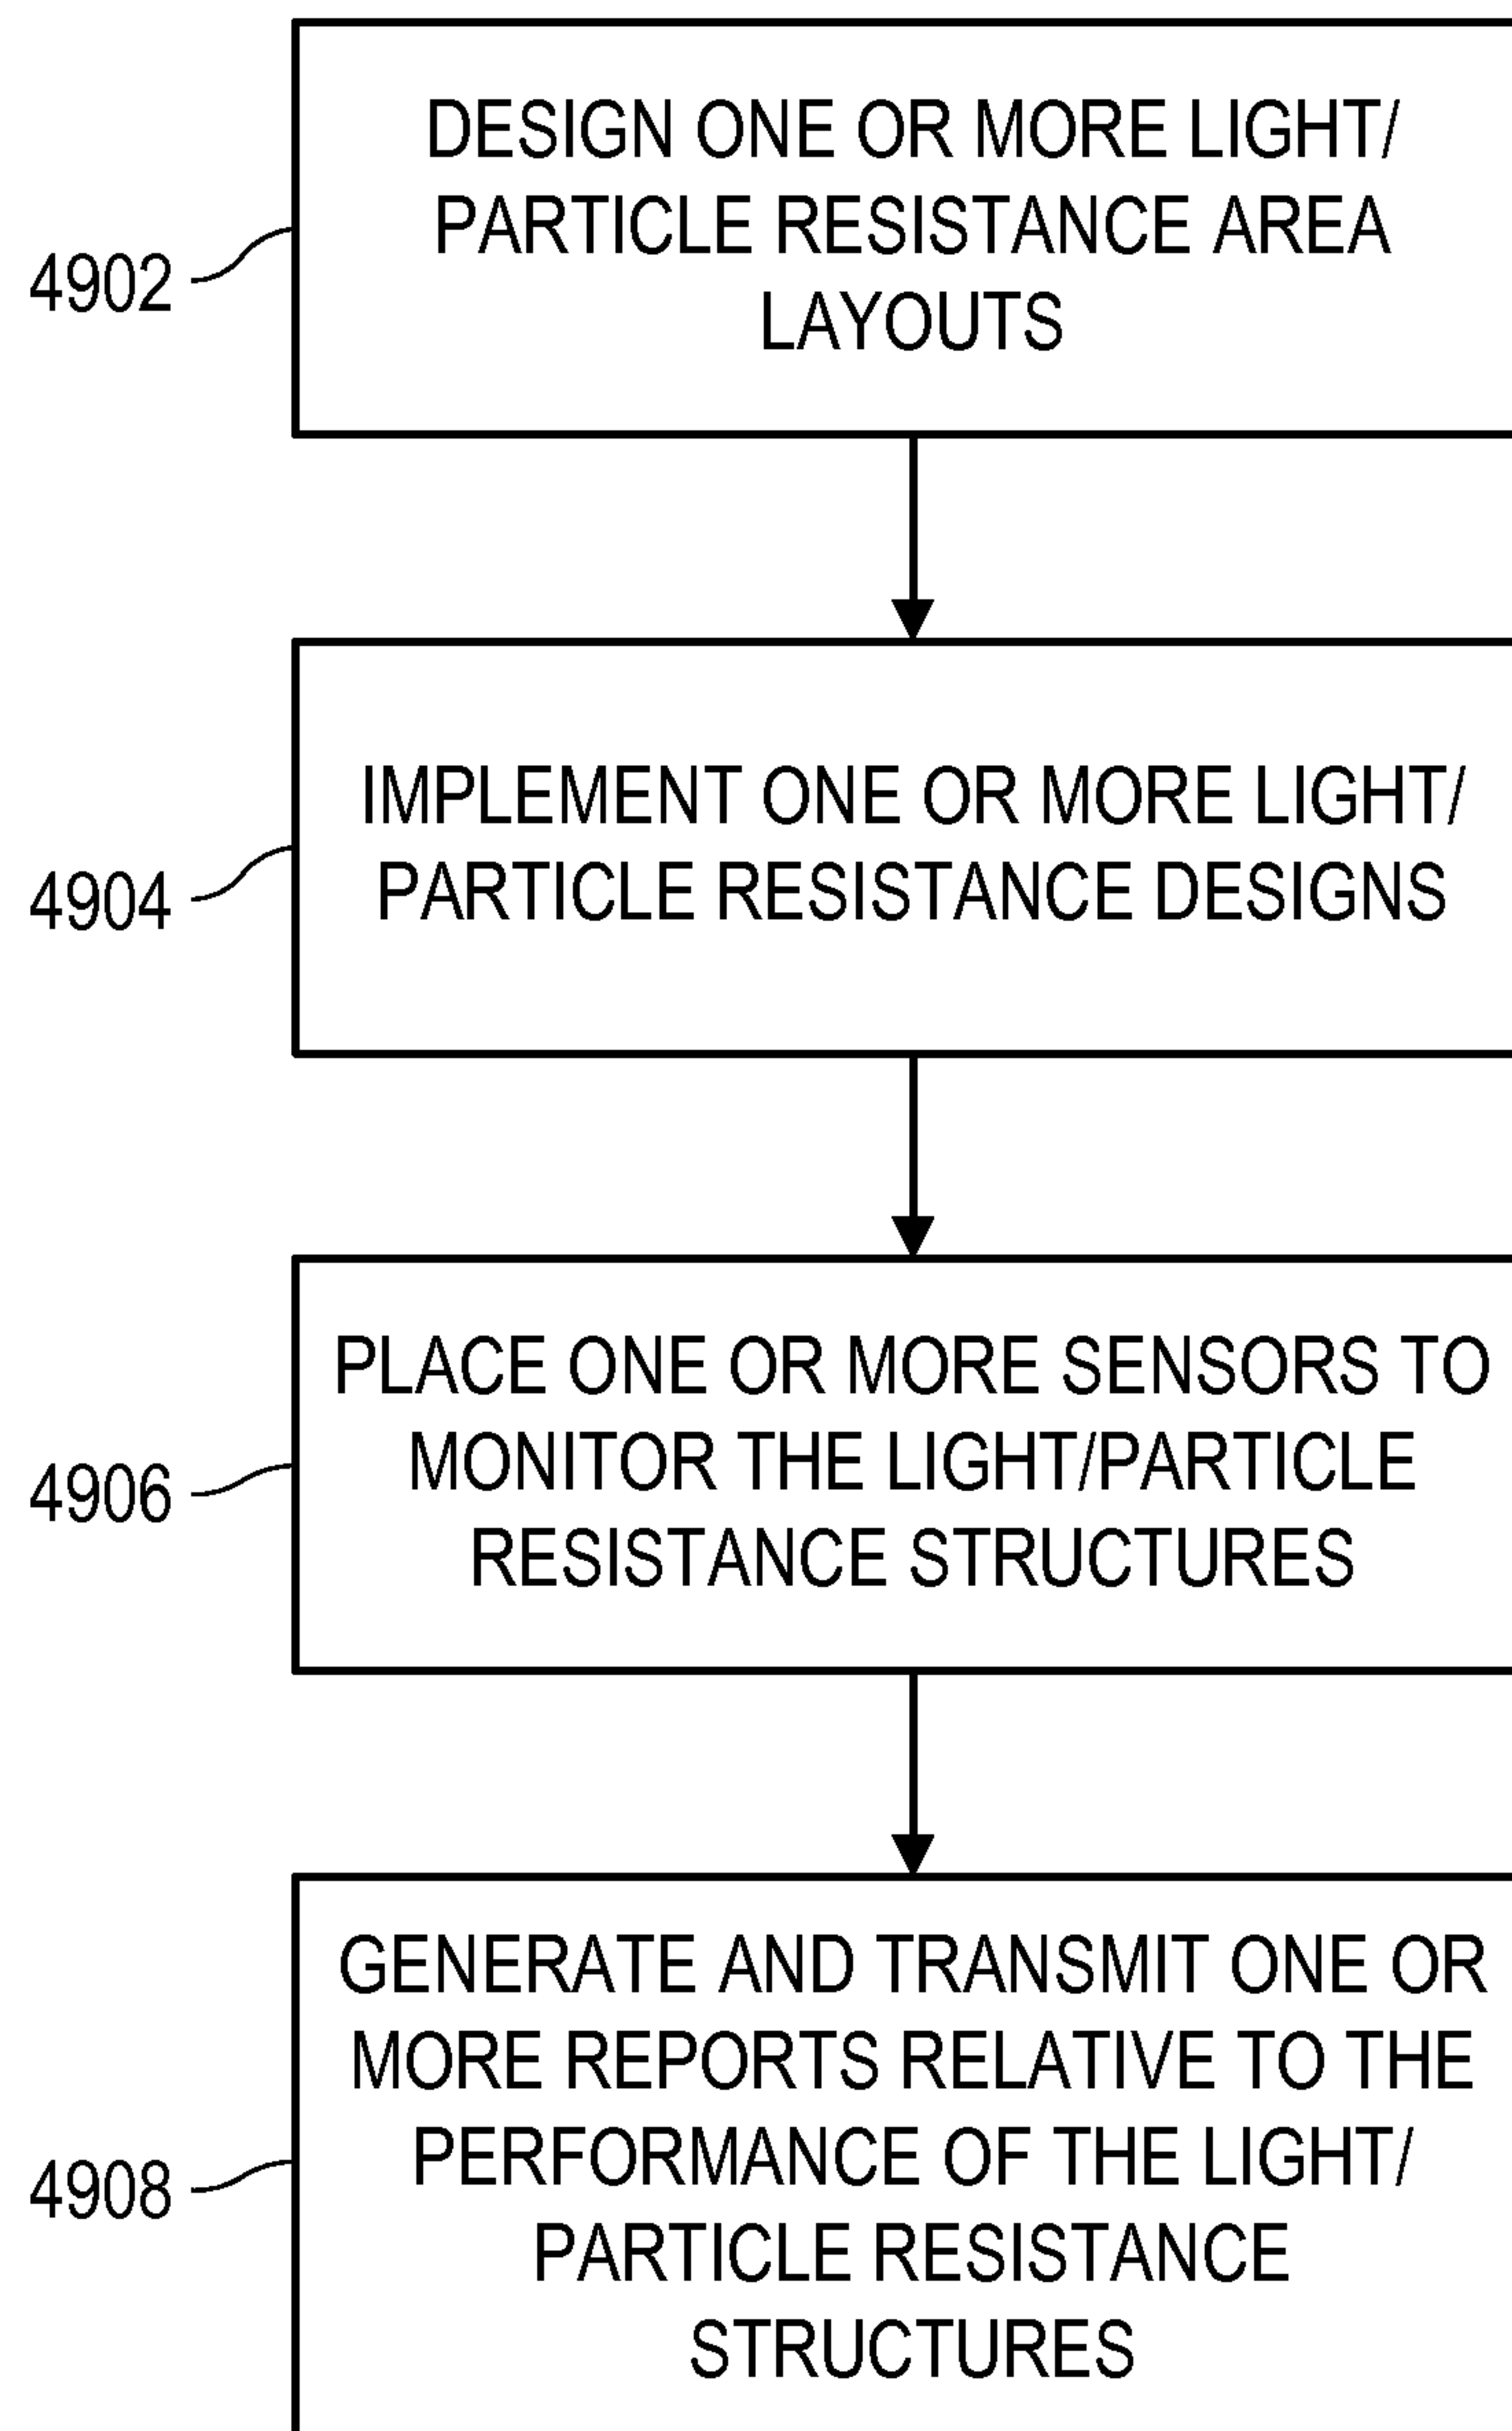 DESIGN ONE OR MORE LIGHT/
PARTICLE RESISTANCE AREA
LAYOUTS
4902
IMPLEMENT ONE OR MORE LIGHT/
PARTICLE RESISTANCE DESIGNS
4904
PLACE ONE OR MORE SENSORS TO
MONITOR THE LIGHT/PARTICLE
RESISTANCE STRUCTURES
4906
GENERATE AND TRANSMIT ONE OR
MORE REPORTS RELATIVE TO THE
PERFORMANCE OF THE LIGHT/
PARTICLE RESISTANCE
STRUCTURES
4908